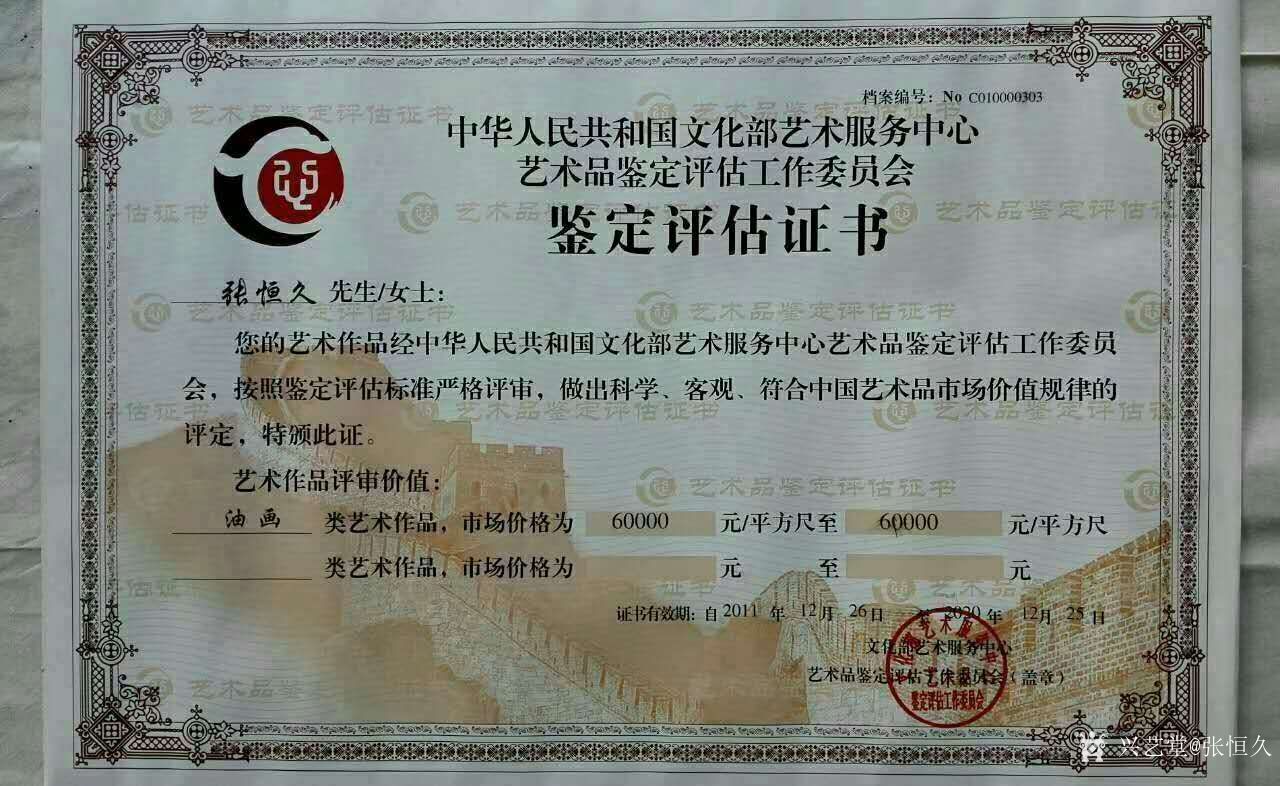 档案编号：No C010000303
中华人民共和国文化部艺术服务中心
艺术品鉴定评估工作委员会
鉴定评估证书
张恒久 先生/女士：
您的艺术作品经中华人民共和国文化部艺术服务中心艺术品鉴定评估工作委员
会，按照鉴定评估标准严格评审，做出科学、客观、符合中国艺术品市场价值规律的
评定，特颁此证。
艺术作品评审价值：
油画 类艺术作品，市场价格为 60000 元/平方尺至 60000 元/平方尺
类艺术作品，市场价格为 元 至 元
证书有效期：自 2011 年 12 月 26 日 2020 年 12 月 25 日
文化部艺术服务中心
艺术品鉴定评估工作委员会（盖章）
鉴定评估工作委员会
兴艺堂@张恒久